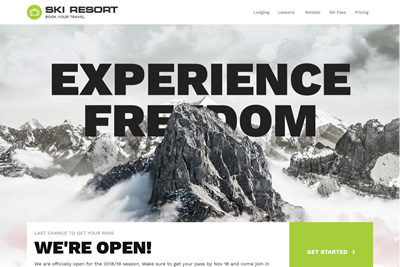 SKI RESORT
BOOK YOUR TRAVEL
Lodging Lessons Rentals Ski Pass Pricing
EXPERIENCE
FREEDOM
LAST CHANCE TO GET YOUR PASS
WE'RE OPEN!
We are officially open for the 2018/19 season. Make sure to get your pass by Nov 18 and come join in
GET STARTED